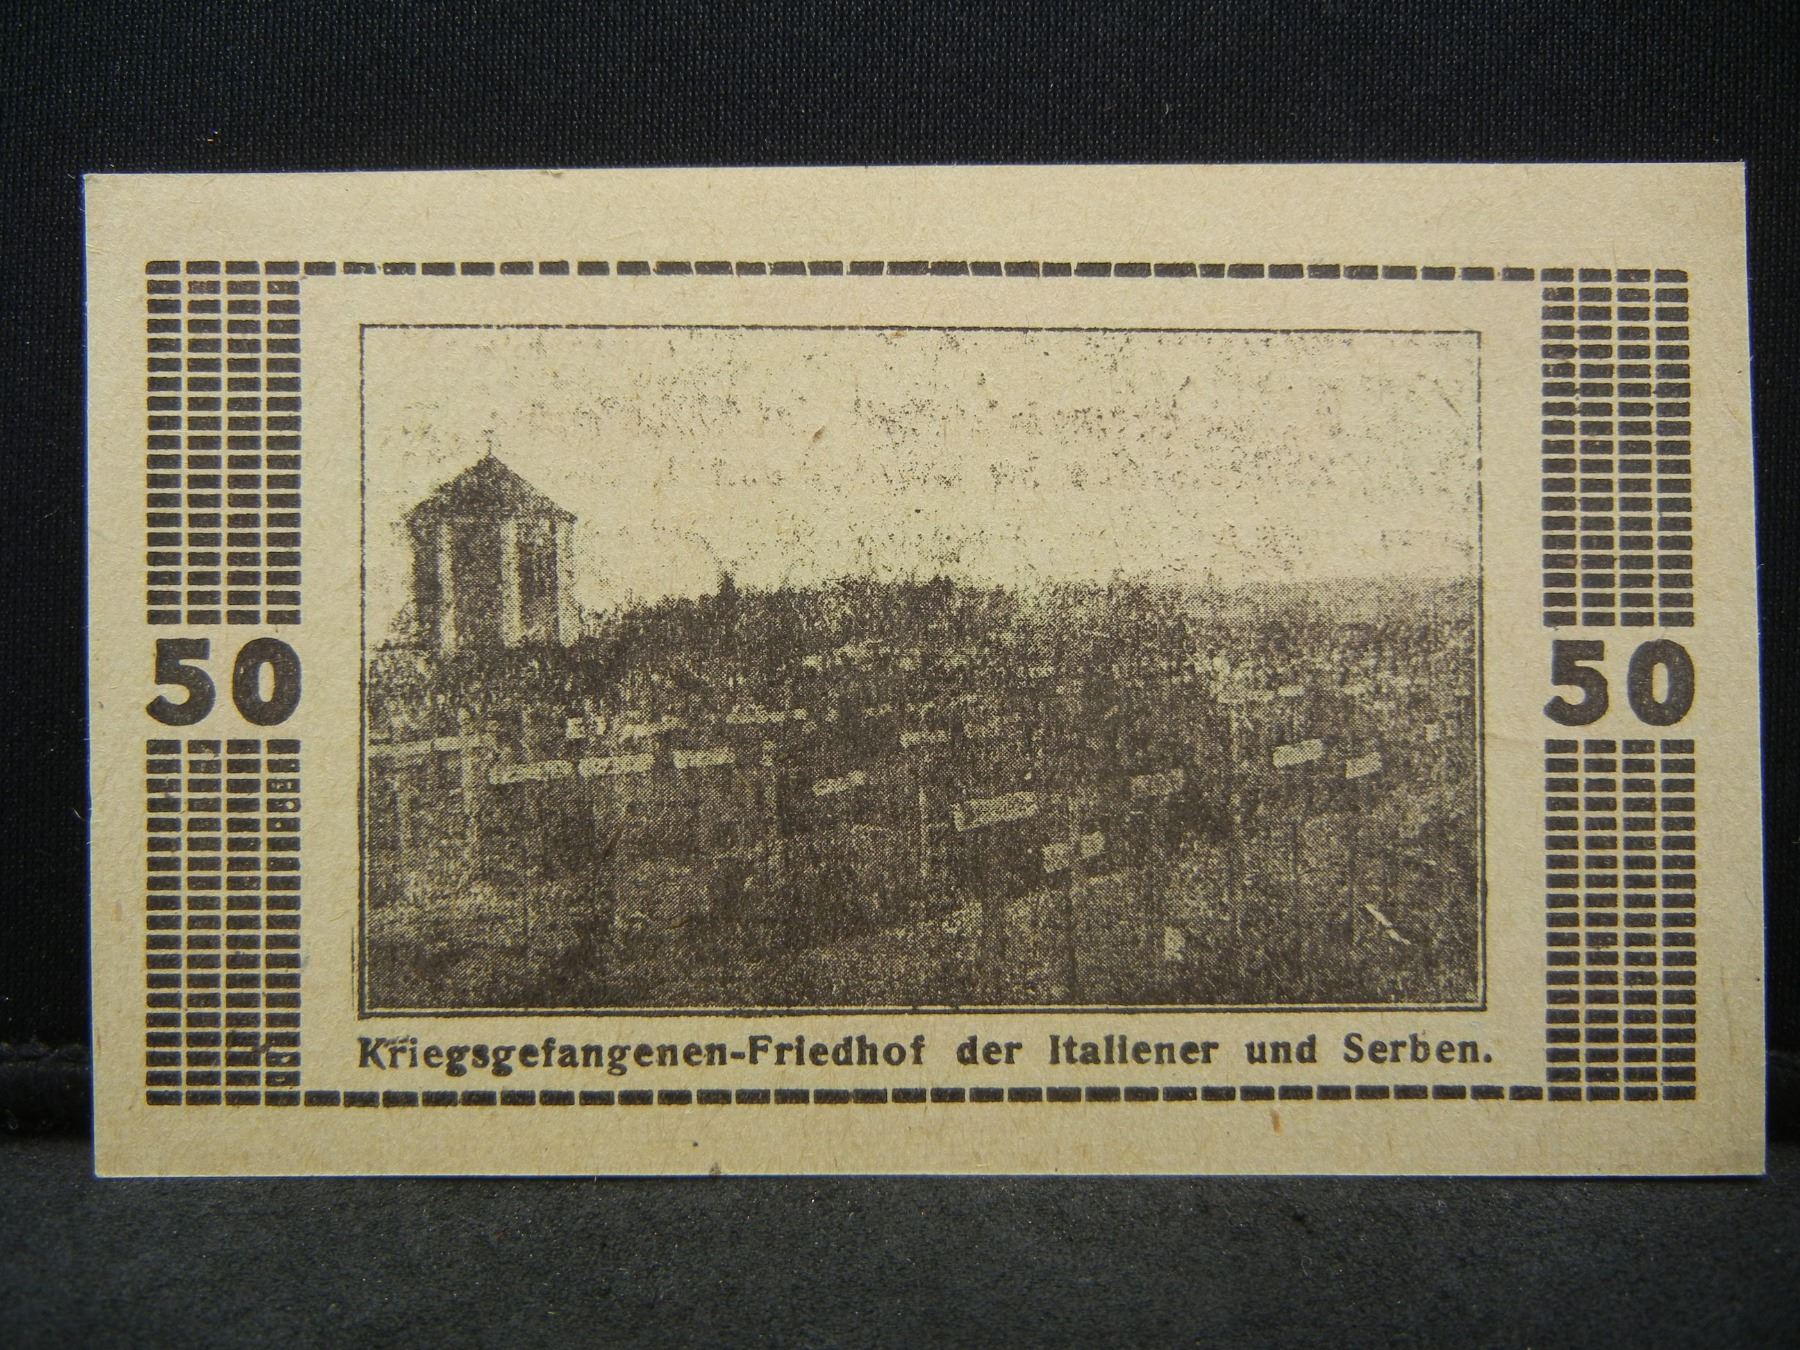 50 50
Kriegsgefangenen-Friedhof der Italiener und Serben.